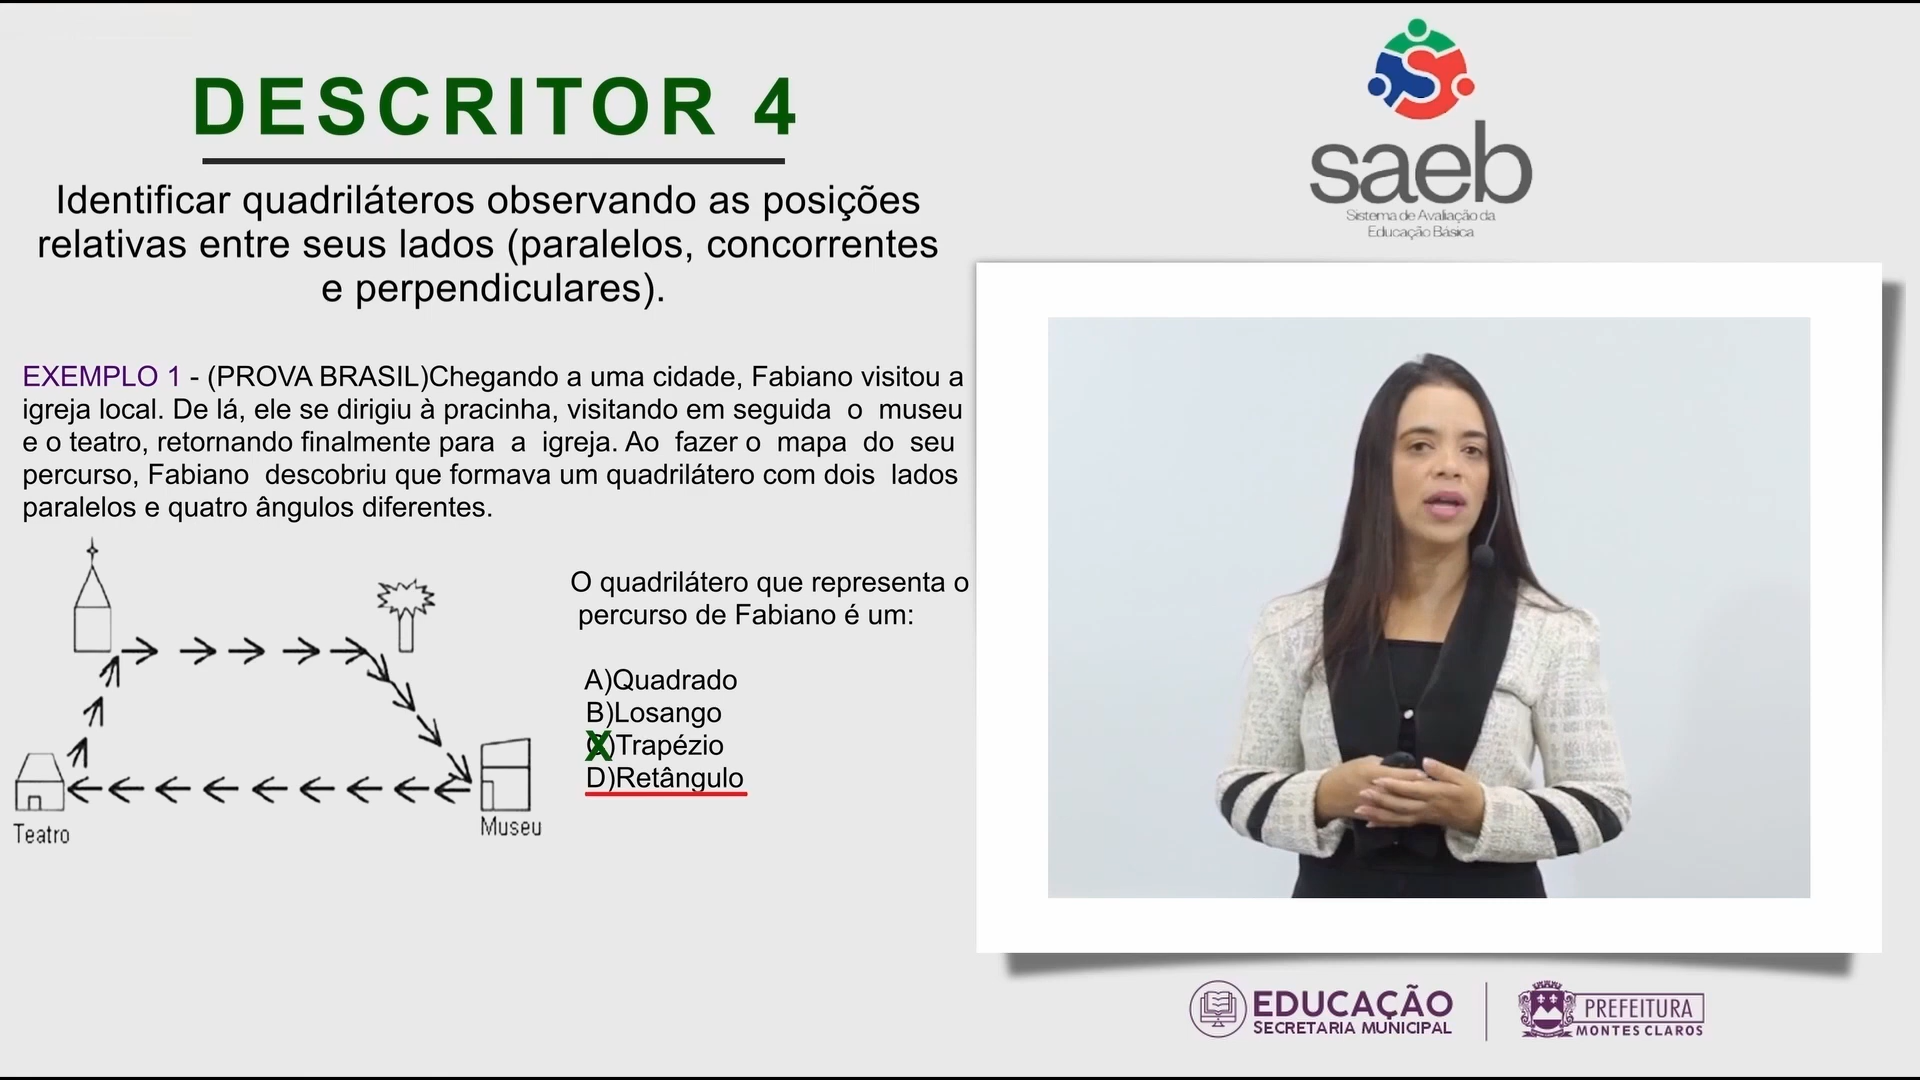 DESCRITOR 4
Identificar quadriláteros observando as posições
relativas entre seus lados (paralelos, concorrentes
e perpendiculares).
EXEMPLO 1 - (PROVA BRASIL)Chegando a uma cidade, Fabiano visitou a
igreja local. De lá, ele se dirigiu à pracinha, visitando em seguida o museu
e o teatro, retornando finalmente para a igreja. Ao fazer o mapa do seu
percurso, Fabiano descobriu que formava um quadrilátero com dois lados
paralelos e quatro ângulos diferentes.
Teatro
Museu
O quadrilátero que representa o
percurso de Fabiano é um:
A)Quadrado
B)Losango
C)Trapézio
D)Retângulo
X
saeb
Sistema de Avaliação da
Educação Básica
EDUCAÇÃO
SECRETARIA MUNICIPAL
PREFEITURA
MONTES CLAROS